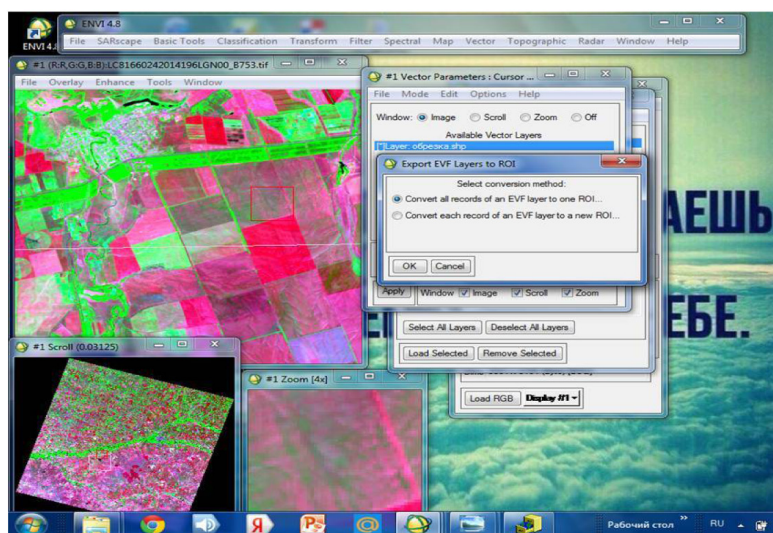 ENVI 4.8
File SARscape Basic Tools Classification Transform Filter Spectral Map Vector Topographic Radar Window Help
ENVI 4.
#1 (R:R,G:G,B:B):LC81660242014196LGN00_B753.tif
File Overlay Enhance Tools Window
#1 Vector Parameters : Cursor ...
File Mode Edit Options Help
Window: Image Scroll Zoom Off
Available Vector Layers
Layer: обрезка.shp
Export EVF Layers to ROI
Select conversion method:
Convert all records of an EVF layer to one ROI...
Convert each record of an EVF layer to a new ROI...
OK Cancel
АЕШЬ
Apply Window Image Scroll Zoom
Select All Layers Deselect All Layers
ЕБЕ.
Load Selected Remove Selected
#1 Scroll (0.03125)
#1 Zoom [4x]
Load RGB Display #1
Рабочий стол
RU